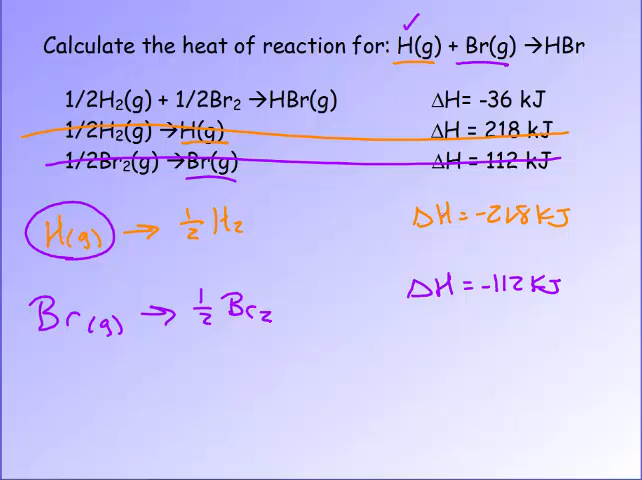 Calculate the heat of reaction for: H(g) + Br(g) →HBr
1/2H₂(g) + 1/2Br₂ →HBr(g) ΔH= -36 kJ
1/2H₂(g) →H(g) ΔH = 218 kJ
1/2Br₂(g) →Br(g) ΔH = 112 kJ
H(g) → 1/2 H₂ ΔH = -218 KJ
Br(g) → 1/2 Br₂ ΔH = -112 KJ